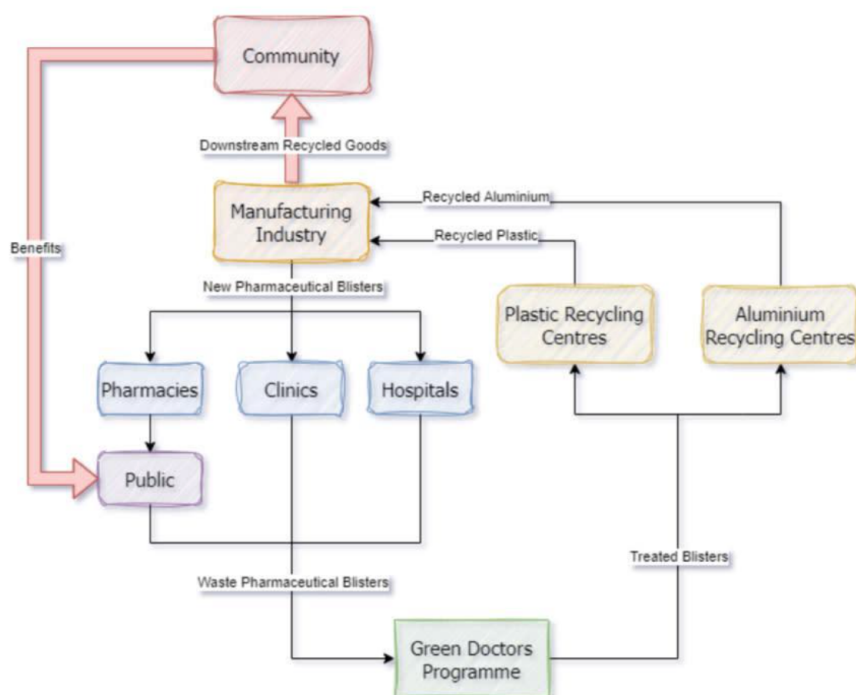 Community
Downstream Recycled Goods
Manufacturing
Industry
Recycled Aluminium
Recycled Plastic
Benefits
New Pharmaceutical Blisters
Plastic Recycling
Centres
Aluminium
Recycling Centres
Pharmacies
Clinics
Hospitals
Public
Waste Pharmaceutical Blisters
Treated Blisters
Green Doctors
Programme